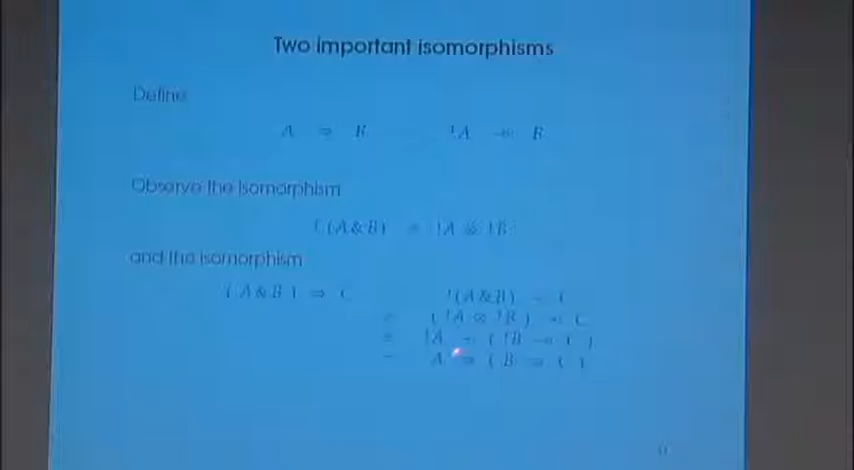 Two important isomorphisms
Define
A ⇒ B !A ⊸ B
Observe the isomorphism
!(A&B) ≅ !A ⊗ !B
and the isomorphism
(A&B) ⇒ C !(A&B) ⊸ C
≅ (!A ⊗ !B) ⊸ C
≅ !A ⊸ (!B ⊸ C)
A ⇒ (B ⇒ C)